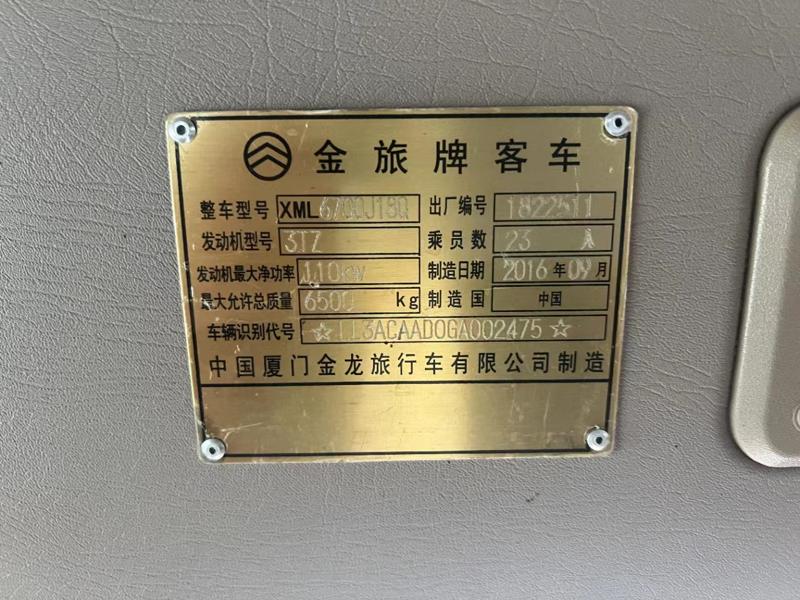 金旅牌客车
整车型号 XML6700J18Q 出厂编号 1822511
发动机型号 3TZ 乘员数 23 人
发动机最大净功率 110kw 制造日期 2016年09月
最大允许总质量 6500 kg 制造国 中国
车辆识别代号 ☆LL3ACAAD0GA002475☆
中国厦门金龙旅行车有限公司制造